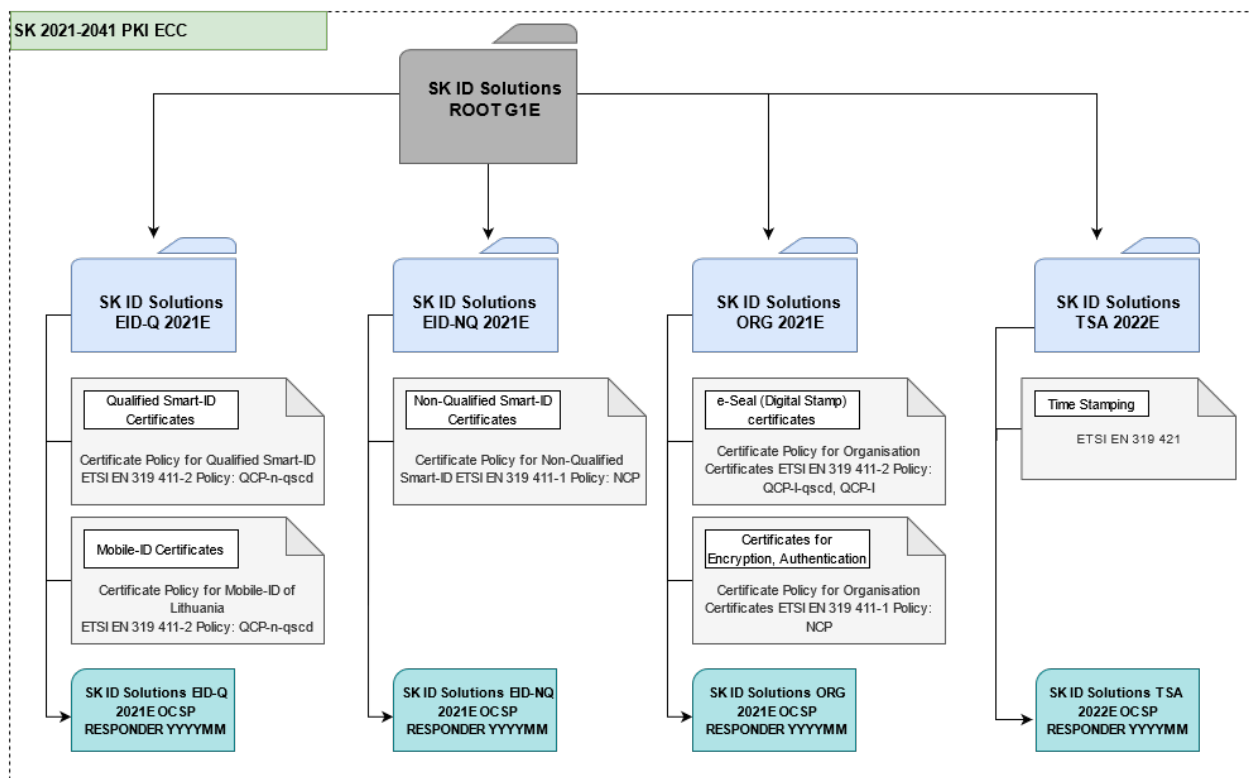 SK 2021-2041 PKI ECC
SK ID Solutions
ROOT G1E
SK ID Solutions
EID-Q 2021E
SK ID Solutions
EID-NQ 2021E
SK ID Solutions
ORG 2021E
SK ID Solutions
TSA 2022E
Qualified Smart-ID
Certificates
Certificate Policy for Qualified Smart-ID
ETSI EN 319 411-2 Policy: QCP-n-qscd
Non-Qualified Smart-ID
Certificates
Certificate Policy for Non-Qualified
Smart-ID ETSI EN 319 411-1 Policy: NCP
e-Seal (Digital Stamp)
certificates
Certificate Policy for Organisation
Certificates ETSI EN 319 411-2 Policy:
QCP-l-qscd, QCP-l
Time Stamping
ETSI EN 319 421
Mobile-ID Certificates
Certificate Policy for Mobile-ID of
Lithuania
ETSI EN 319 411-2 Policy: QCP-n-qscd
Certificates for
Encryption, Authentication
Certificate Policy for Organisation
Certificates ETSI EN 319 411-1 Policy:
NCP
SK ID Solutions EID-Q
2021E OCSP
RESPONDER YYYYMM
SK ID Solutions EID-NQ
2021E OCSP
RESPONDER YYYYMM
SK ID Solutions ORG
2021E OCSP
RESPONDER YYYYMM
SK ID Solutions TSA
2022E OCSP
RESPONDER YYYYMM